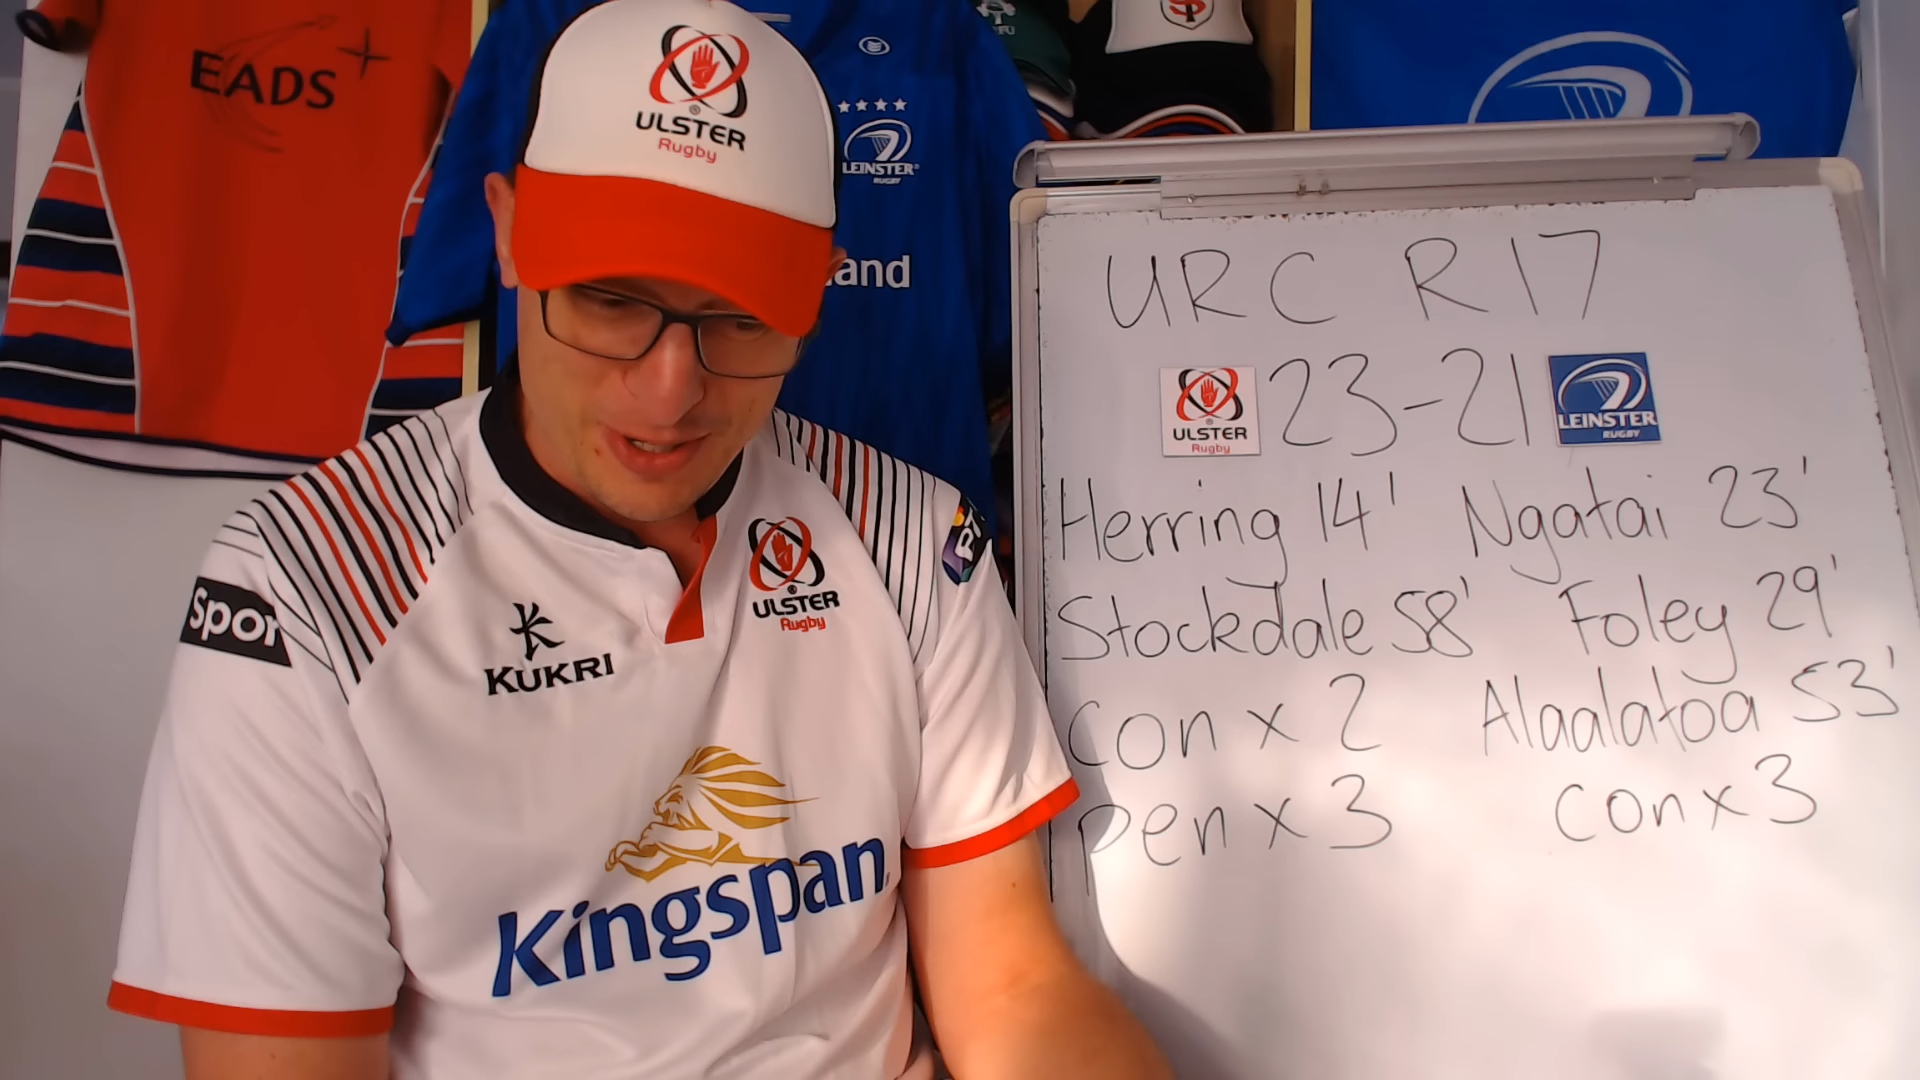 EADS
ULSTER
Rugby
LEINSTER
RUGBY
and
Spor
KUKRI
ULSTER
Rugby
Kingspan
URC R17
ULSTER
Rugby
23-21
LEINSTER
RUGBY
Herring 14' Ngatai 23'
Stockdale 58' Foley 29'
con x 2 Alaalatoa 53'
pen x 3 con x 3